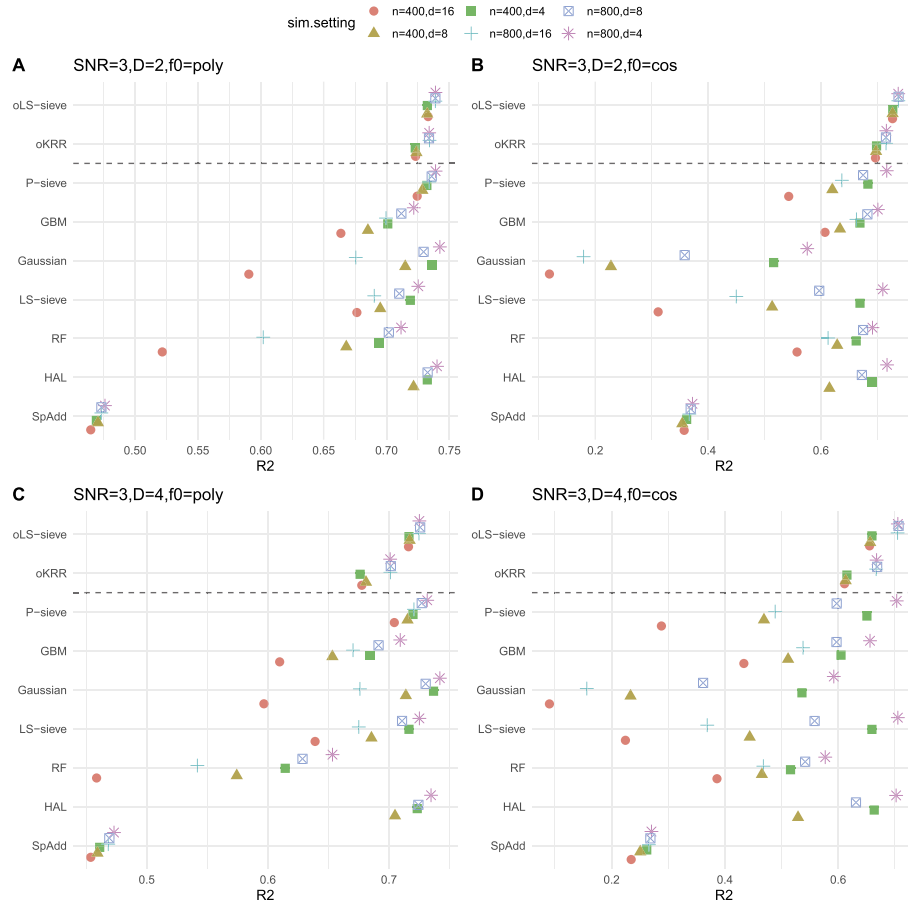 sim.setting
n=400,d=16 n=400,d=4 n=800,d=8
n=400,d=8 n=800,d=16 n=800,d=4
A SNR=3,D=2,f0=poly
oLS−sieve
oKRR
P−sieve
GBM
Gaussian
LS−sieve
RF
HAL
SpAdd
0.50 0.55 0.60 0.65 0.70 0.75
R2
B SNR=3,D=2,f0=cos
oLS−sieve
oKRR
P−sieve
GBM
Gaussian
LS−sieve
RF
HAL
SpAdd
0.2 0.4 0.6
R2
C SNR=3,D=4,f0=poly
oLS−sieve
oKRR
P−sieve
GBM
Gaussian
LS−sieve
RF
HAL
SpAdd
0.5 0.6 0.7
R2
D SNR=3,D=4,f0=cos
oLS−sieve
oKRR
P−sieve
GBM
Gaussian
LS−sieve
RF
HAL
SpAdd
0.2 0.4 0.6
R2